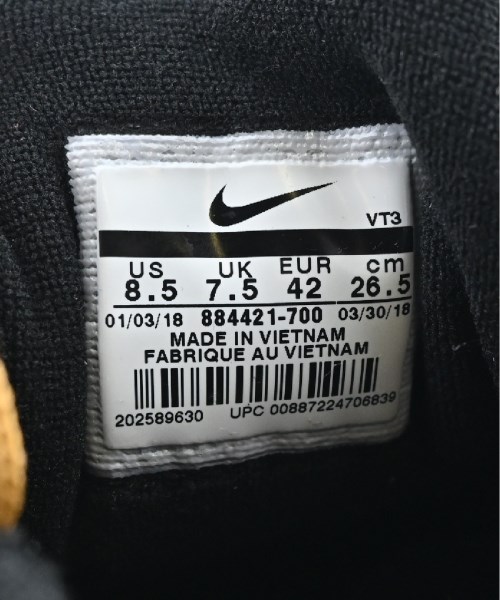 VT3
US UK EUR cm
8.5 7.5 42 26.5
01/03/18 884421-700 03/30/18
MADE IN VIETNAM
FABRIQUE AU VIETNAM
202589630 UPC 00887224706839